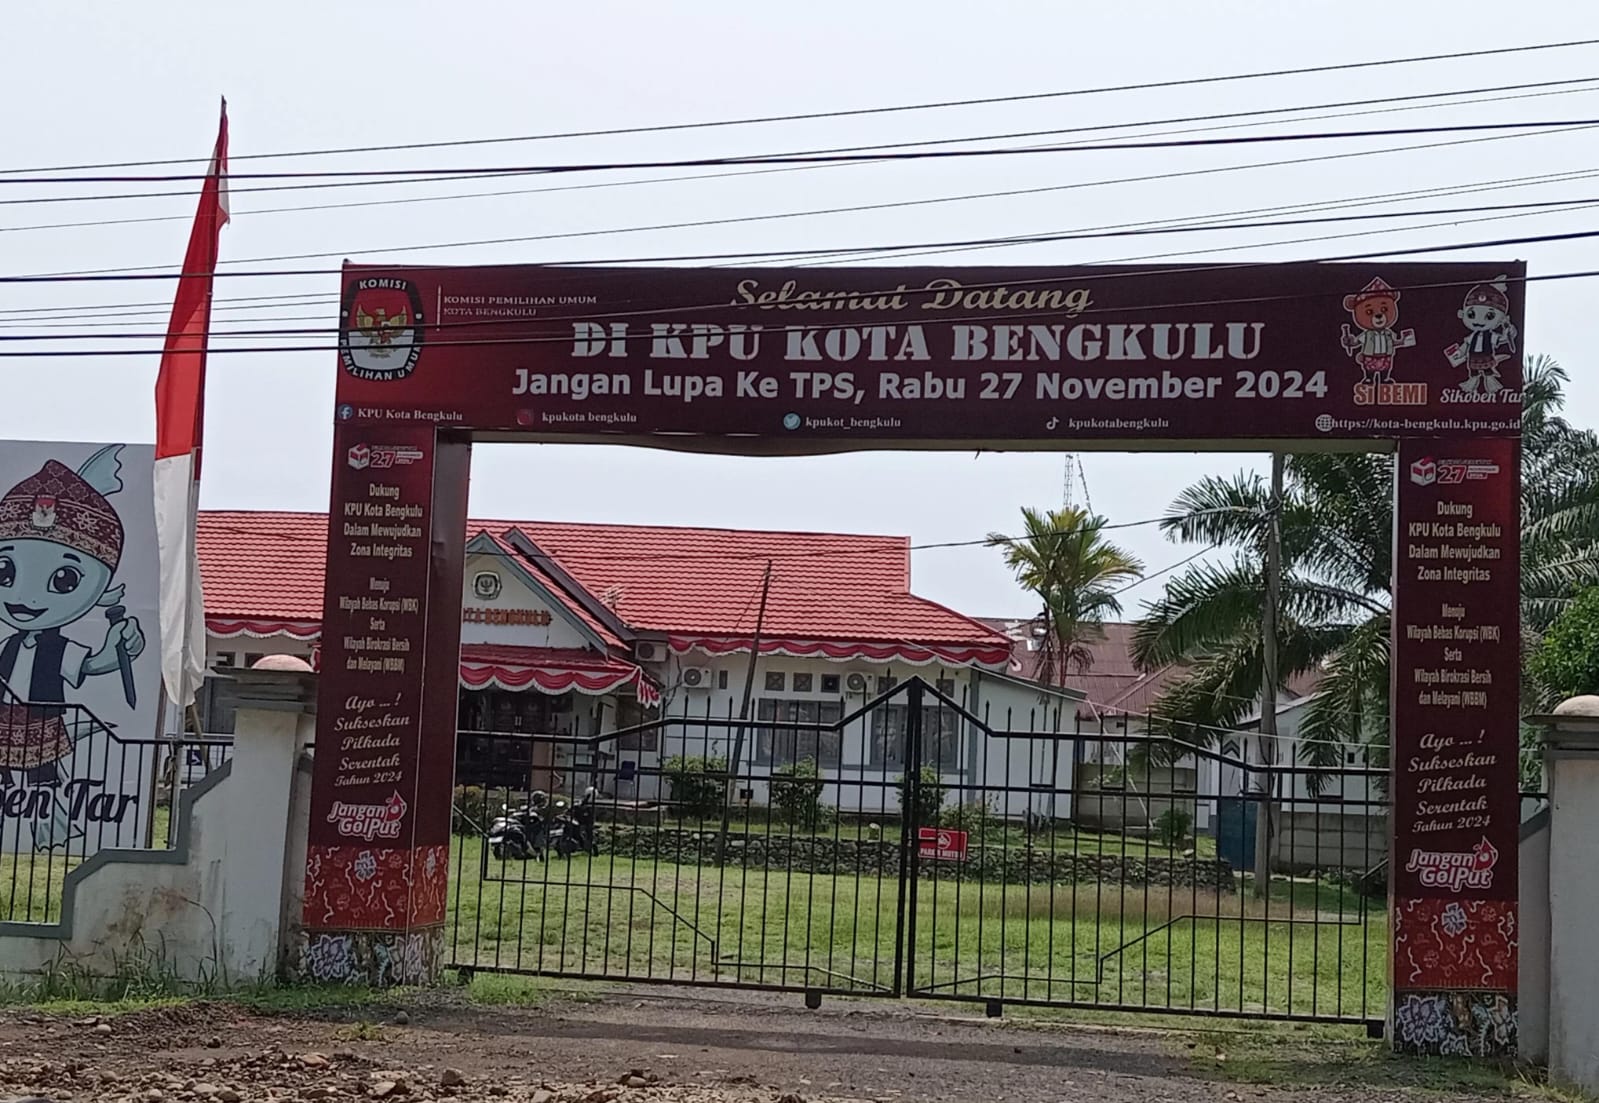 KOMISI
PEMILIHAN UMUM
KOMISI PEMILIHAN UMUM
KOTA BENGKULU
Selamat Datang
DI KPU KOTA BENGKULU
Jangan Lupa Ke TPS, Rabu 27 November 2024
Si BEMI
Sikoben Tar
KPU Kota Bengkulu
kpukota bengkulu
kpukot_bengkulu
kpukotabengkulu
https://kota-bengkulu.kpu.go.id
27
Dukung
KPU Kota Bengkulu
Dalam Mewujudkan
Zona Integritas
Menuju
Wilayah Bebas Korupsi (WBK)
Serta
Wilayah Birokrasi Bersih
dan Melayani (WBBM)
Ayo ... !
Sukseskan
Pilkada
Serentak
Tahun 2024
Jangan
GolPut
27
Dukung
KPU Kota Bengkulu
Dalam Mewujudkan
Zona Integritas
Menuju
Wilayah Bebas Korupsi (WBK)
Serta
Wilayah Birokrasi Bersih
dan Melayani (WBBM)
Ayo ... !
Sukseskan
Pilkada
Serentak
Tahun 2024
Jangan
GolPut
TA BENGKULU
ben Tar